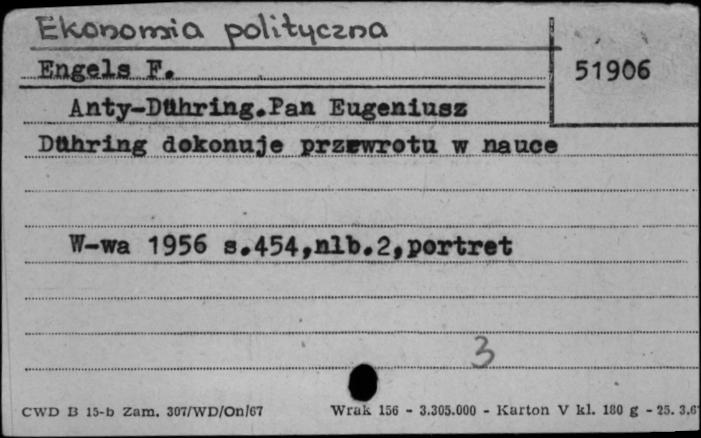 Ekonomia polityczna
Engels F.
51906
Anty-Dühring.Pan Eugeniusz
Dühring dokonuje przewrotu w nauce
W-wa 1956 s.454,nlb.2,portret
3
CWD B 15-b Zam. 307/WD/On/67 Wrak 156 - 3.305.000 - Karton V kl. 180 g - 25. 3.6